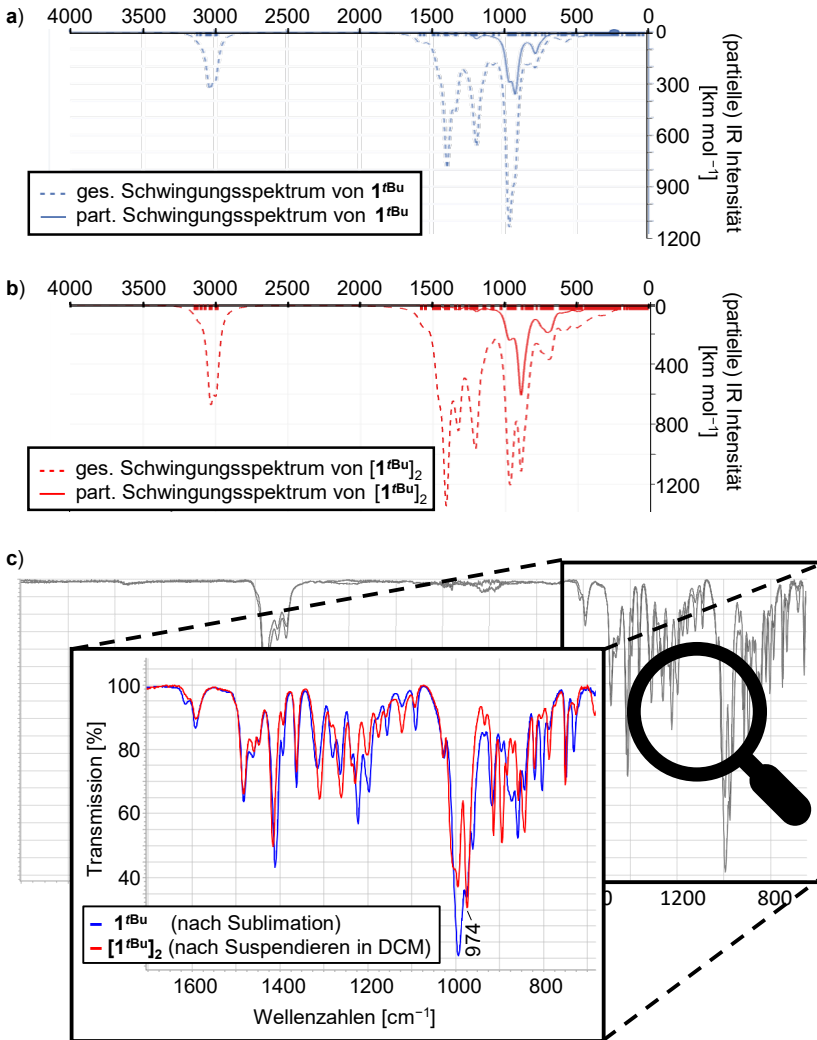 a)
4000 3500 3000 2500 2000 1500 1000 500 0
0
300
600
900
1200
(partielle) IR Intensität
[km mol⁻¹]
ges. Schwingungsspektrum von 1ᵗᴮᵘ
part. Schwingungsspektrum von 1ᵗᴮᵘ
b)
4000 3500 3000 2500 2000 1500 1000 500 0
0
400
800
1200
(partielle) IR Intensität
[km mol⁻¹]
ges. Schwingungsspektrum von [1ᵗᴮᵘ]₂
part. Schwingungsspektrum von [1ᵗᴮᵘ]₂
c)
100
80
60
40
Transmission [%]
974
1ᵗᴮᵘ (nach Sublimation)
[1ᵗᴮᵘ]₂ (nach Suspendieren in DCM)
1600 1400 1200 1000 800
Wellenzahlen [cm⁻¹]
0 1200 800